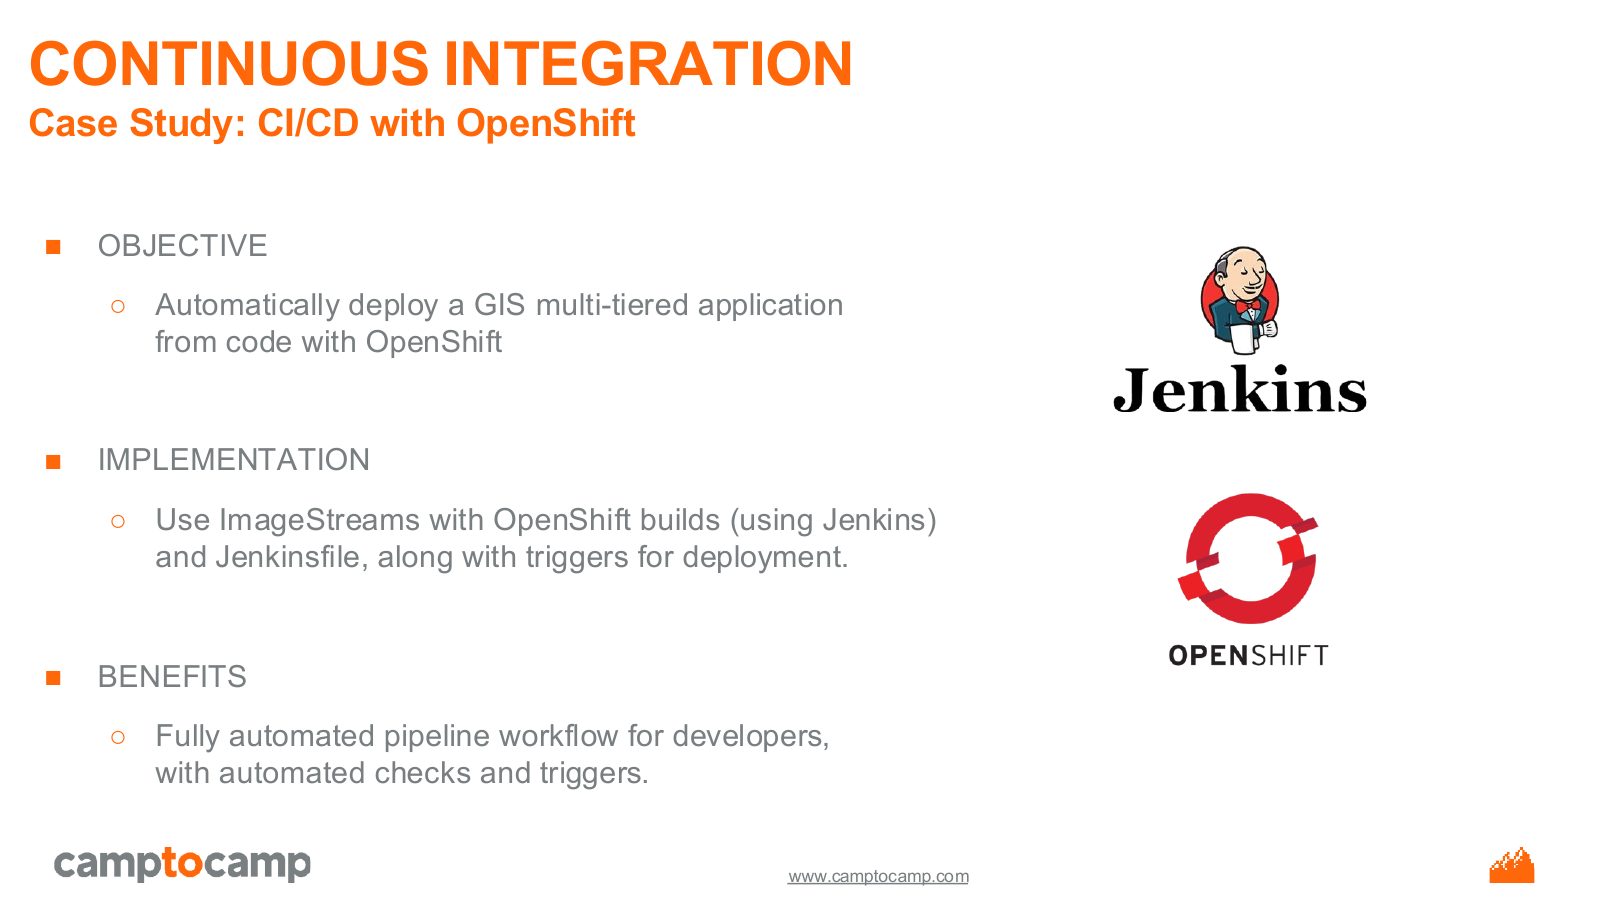 CONTINUOUS INTEGRATION
Case Study: CI/CD with OpenShift
■ OBJECTIVE
○ Automatically deploy a GIS multi-tiered application
from code with OpenShift
■ IMPLEMENTATION
○ Use ImageStreams with OpenShift builds (using Jenkins)
and Jenkinsfile, along with triggers for deployment.
■ BENEFITS
○ Fully automated pipeline workflow for developers,
with automated checks and triggers.
Jenkins
OPENSHIFT
camptocamp
www.camptocamp.com